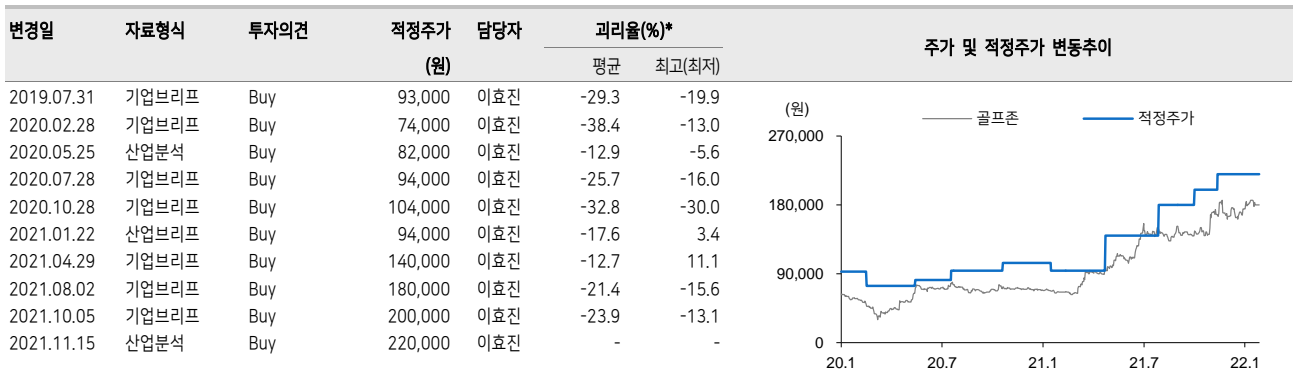 변경일 자료형식 투자의견 적정주가 담당자 괴리율(%)*
(원) 평균 최고(최저)
2019.07.31 기업브리프 Buy 93,000 이효진 -29.3 -19.9
2020.02.28 기업브리프 Buy 74,000 이효진 -38.4 -13.0
2020.05.25 산업분석 Buy 82,000 이효진 -12.9 -5.6
2020.07.28 기업브리프 Buy 94,000 이효진 -25.7 -16.0
2020.10.28 기업브리프 Buy 104,000 이효진 -32.8 -30.0
2021.01.22 산업분석 Buy 94,000 이효진 -17.6 3.4
2021.04.29 기업브리프 Buy 140,000 이효진 -12.7 11.1
2021.08.02 기업브리프 Buy 180,000 이효진 -21.4 -15.6
2021.10.05 기업브리프 Buy 200,000 이효진 -23.9 -13.1
2021.11.15 산업분석 Buy 220,000 이효진 - -
주가 및 적정주가 변동추이
(원) 골프존 적정주가
270,000
180,000
90,000
0
20.1 20.7 21.1 21.7 22.1